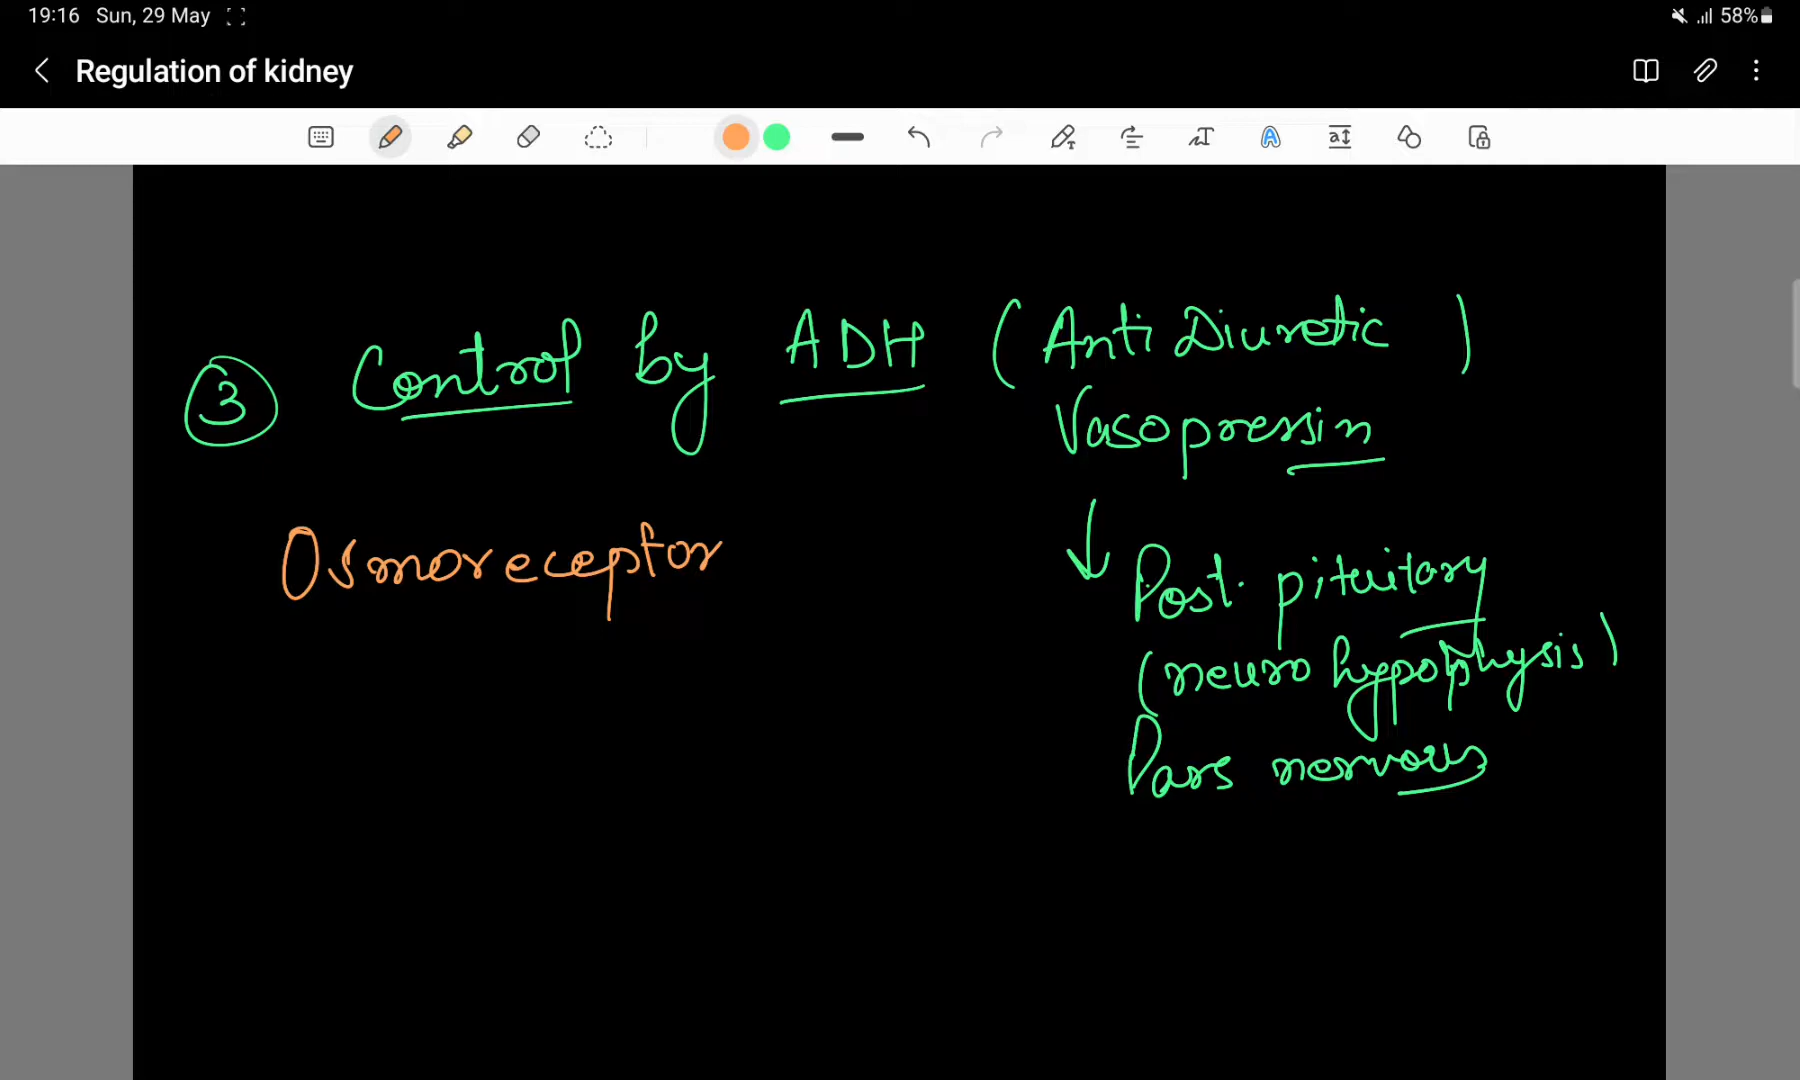 19:16 Sun, 29 May 58%
Regulation of kidney
3 Control by ADH (Anti Diuretic)
Vasopressin
Osmoreceptor
Post. pituitary
(neuro hypophysis)
Pars nervous